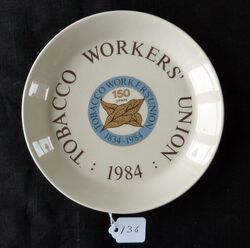 TOBACCO WORKERS' UNION
: 1984 :
TOBACCO WORKERS UNION
150
YEARS
1834-1984
136